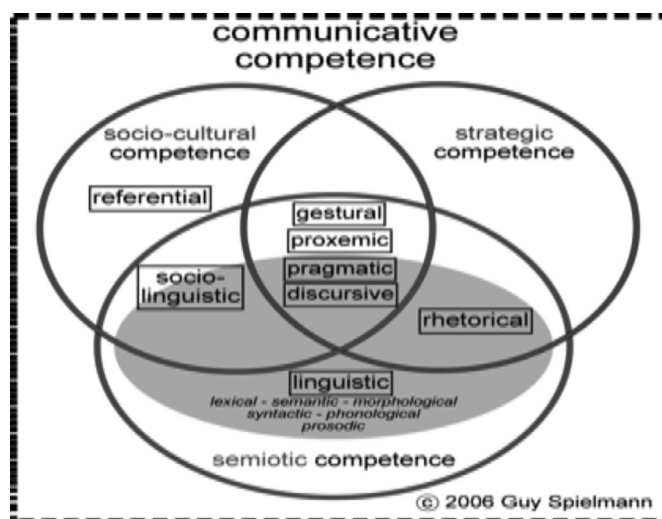 communicative
competence
socio-cultural
competence
strategic
competence
referential
gestural
proxemic
pragmatic
discursive
socio-
linguistic
rhetorical
linguistic
lexical - semantic - morphological
syntactic - phonological
prosodic
semiotic competence
© 2006 Guy Spielmann